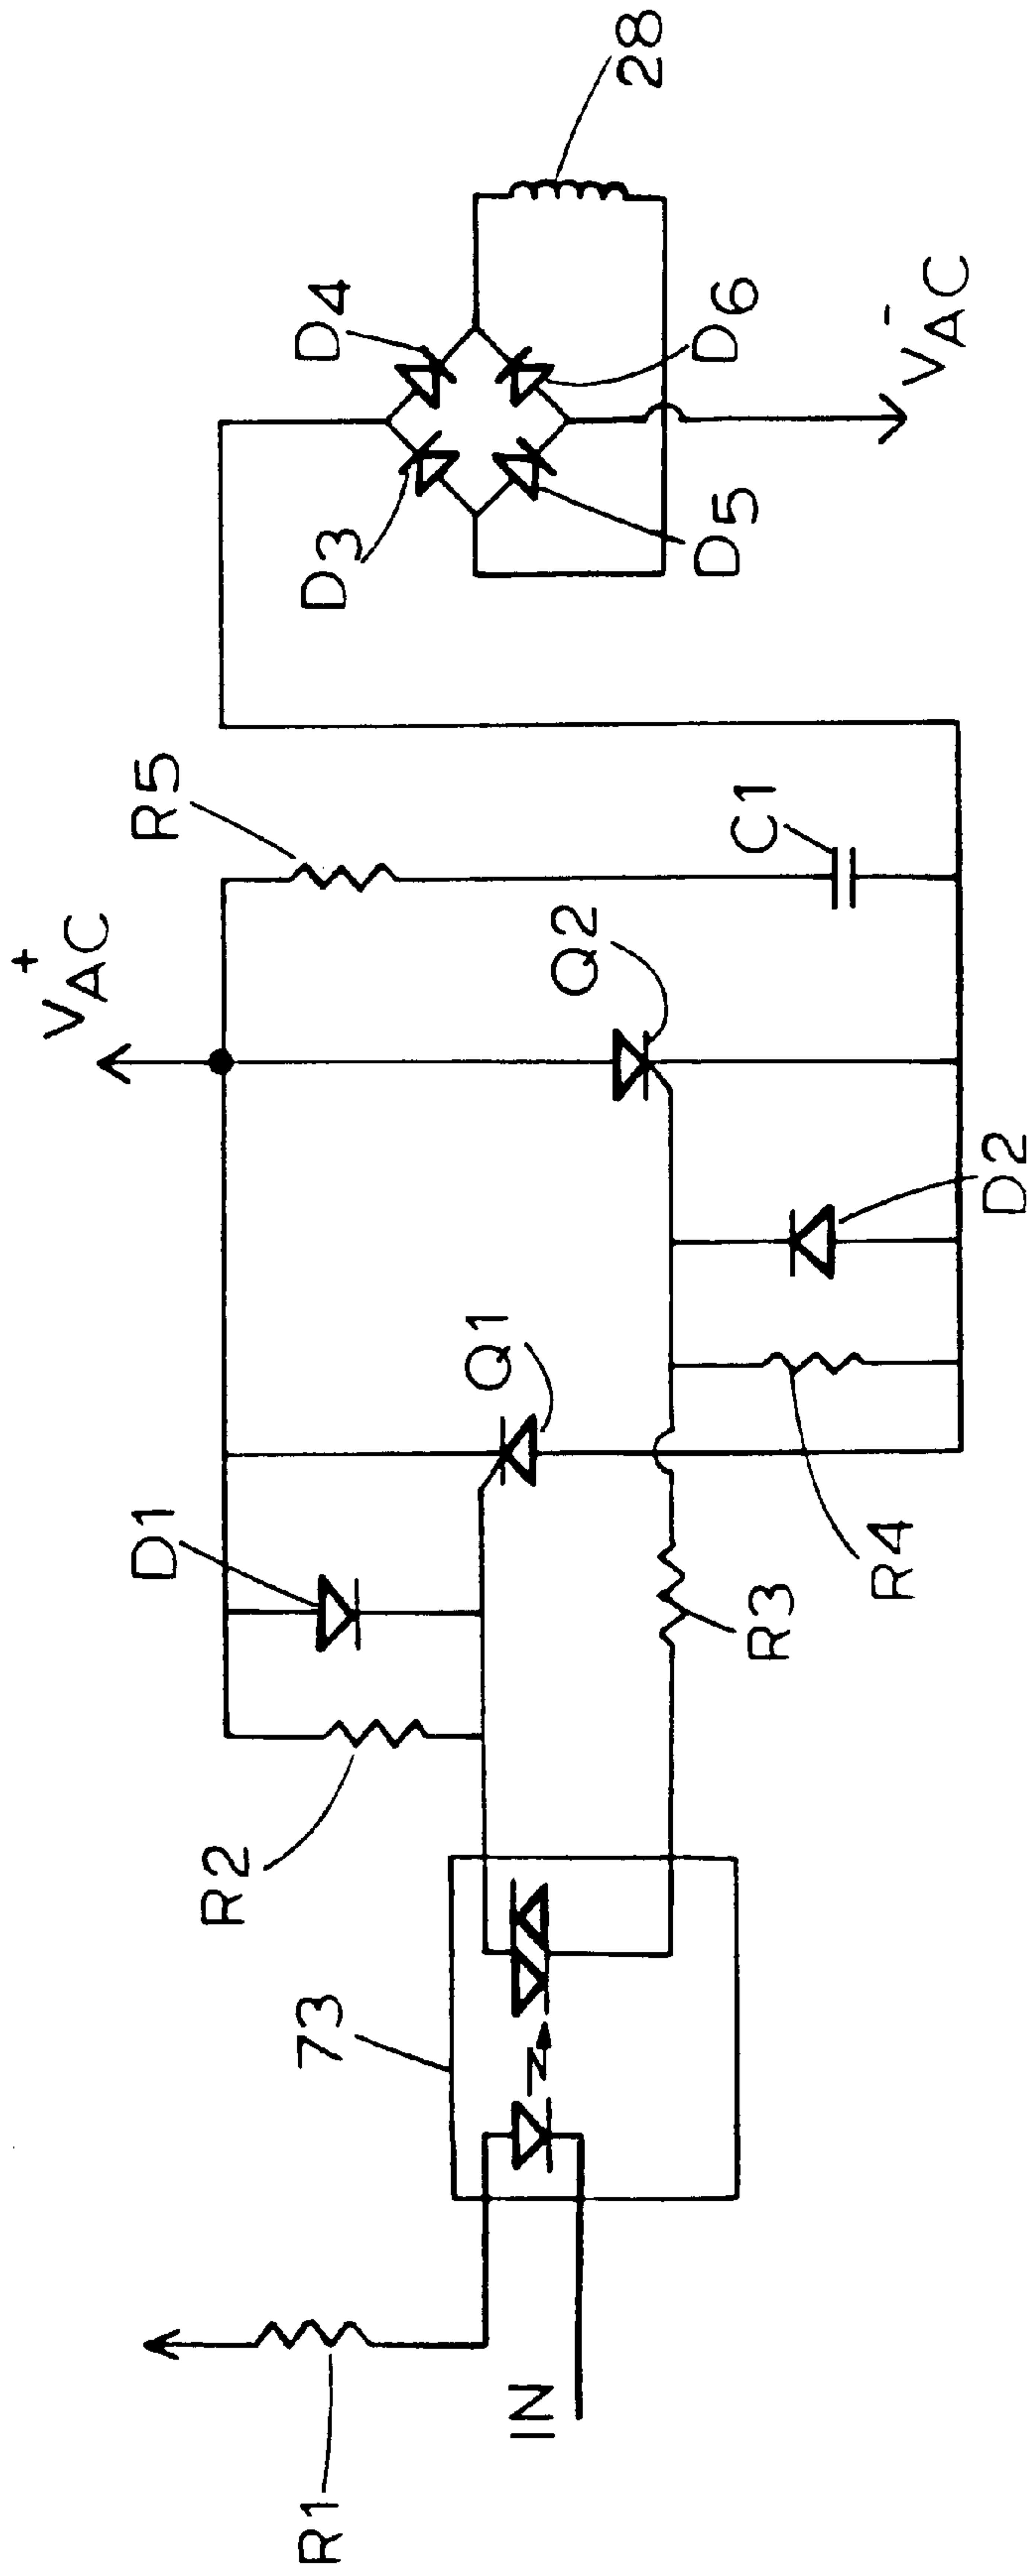 28
D4
D6
V-AC
D3
D5
R5
C1
V+AC
Q2
D2
Q1
D1
R4
R3
R2
73
IN
R1